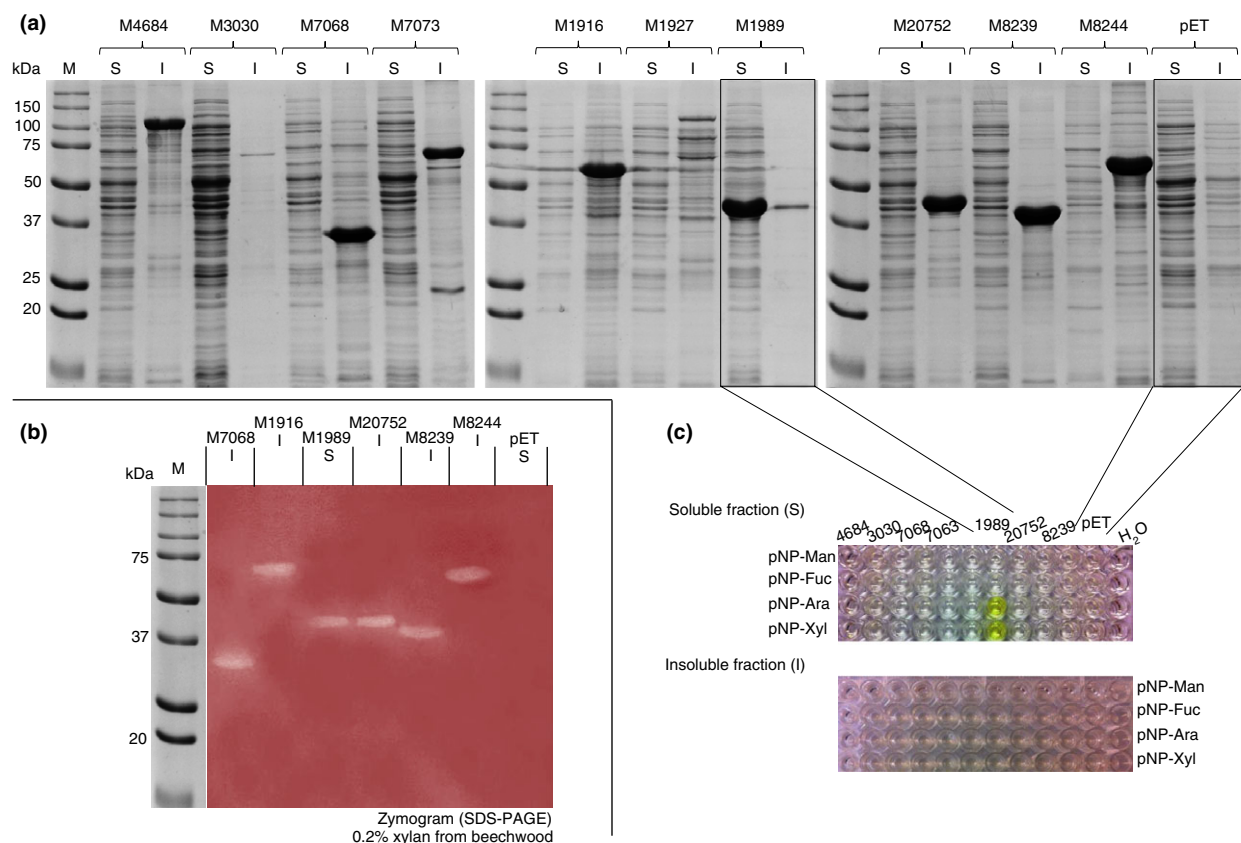 (a)
M4684 M3030 M7068 M7073 M1916 M1927 M1989 M20752 M8239 M8244 pET
kDa M S I S I S I S I S I S I S I S I S I S I S I
150
100
75
50
37
25
20
(b)
M7068 I
M1916 I
M1989 S
M20752 I
M8239 I
M8244 I
pET S
kDa M
75
37
20
Zymogram (SDS-PAGE)
0.2% xylan from beechwood
(c)
Soluble fraction (S)
4684 3030 7068 7063 1989 20752 8239 pET H2O
pNP-Man
pNP-Fuc
pNP-Ara
pNP-Xyl
Insoluble fraction (I)
pNP-Man
pNP-Fuc
pNP-Ara
pNP-Xyl